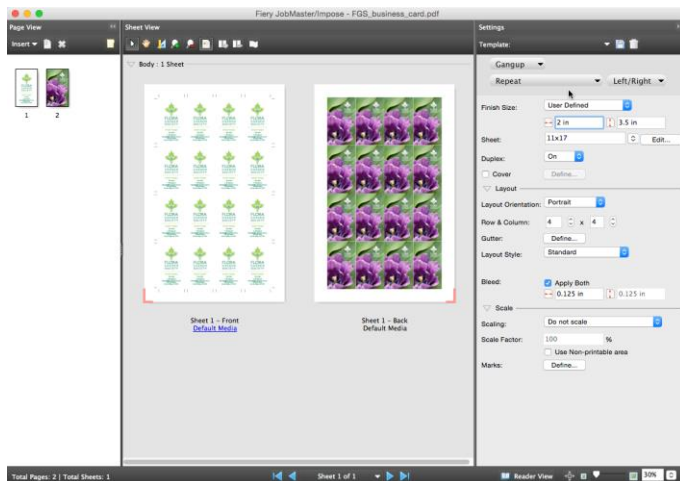 Fiery JobMaster/Impose - FGS_business_card.pdf
Page View
Sheet View
Settings
Insert
Template:
Body : 1 Sheet
Gangup
Repeat
Left/Right
1
2
Finish Size:
User Defined
2 in
3.5 in
Sheet:
11x17
Edit...
Duplex:
On
Cover
Define...
Layout
Layout Orientation:
Portrait
Row & Column:
4
x
4
Gutter:
Define...
Layout Style:
Standard
Bleed:
Apply Both
0.125 in
0.125 in
Scale
Scaling:
Do not scale
Scale Factor:
100
%
Use Non-printable area
Marks:
Define...
Sheet 1 - Front
Default Media
Sheet 1 - Back
Default Media
Total Pages: 2 | Total Sheets: 1
Sheet 1 of 1
Reader View
30%